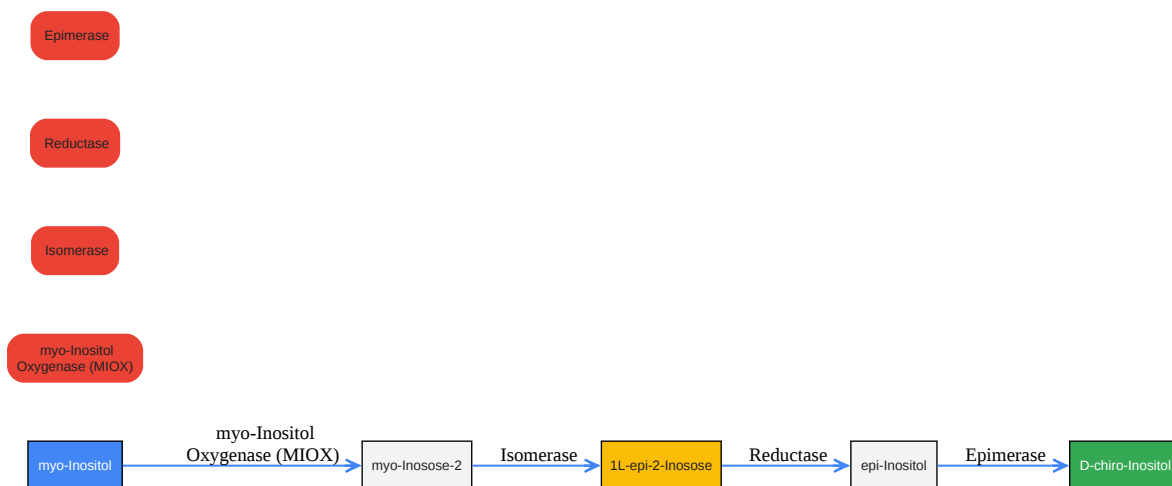 Epimerase
Reductase
Isomerase
myo-Inositol
Oxygenase (MIOX)
myo-Inositol
Oxygenase (MIOX)
Isomerase
Reductase
Epimerase
myo-Inositol
myo-Inosose-2
1L-epi-2-Inosose
epi-Inositol
D-chiro-Inositol